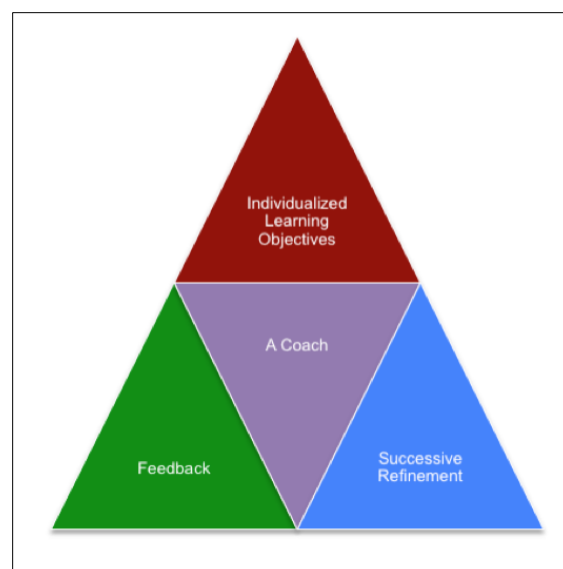 Individualized
Learning
Objectives
A Coach
Feedback
Successive
Refinement